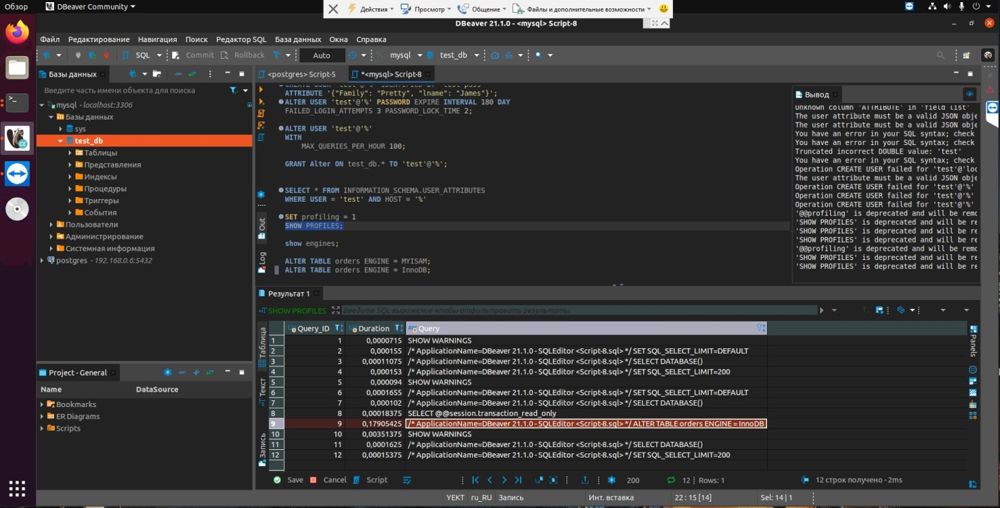 Обзор
DBeaver Community
Действия
Просмотр
Общение
Файлы и дополнительные возможности
DBeaver 21.1.0 - <mysql> Script-8
Файл Редактирование Навигация Поиск Редактор SQL База данных Окна Справка
SQL Commit Rollback T Auto mysql test_db
Базы данных
Введите часть имени объекта для поиска
mysql - localhost:3306
Базы данных
sys
test_db
Таблицы
Представления
Индексы
Процедуры
Триггеры
События
Пользователи
Администрирование
Системная информация
postgres - 192.168.0.6:5432
<postgres> Script-5
*<mysql> Script-8
ATTRIBUTE '{"Family": "Pretty", "lname": "James"}';
ALTER USER 'test'@'%' PASSWORD EXPIRE INTERVAL 180 DAY
FAILED_LOGIN_ATTEMPTS 3 PASSWORD_LOCK_TIME 2;
ALTER USER 'test'@'%'
WITH
MAX_QUERIES_PER_HOUR 100;
GRANT Alter ON test_db.* TO 'test'@'%';
SELECT * FROM INFORMATION_SCHEMA.USER_ATTRIBUTES
WHERE USER = 'test' AND HOST = '%'
SET profiling = 1
SHOW PROFILES;
show engines;
ALTER TABLE orders ENGINE = MYISAM;
ALTER TABLE orders ENGINE = InnoDB;
Out
Log
Вывод
Unknown column 'ATTRIBUTE' in 'field list'
The user attribute must be a valid JSON obje
The user attribute must be a valid JSON obje
You have an error in your SQL syntax; check
You have an error in your SQL syntax; check
Truncated incorrect DOUBLE value: 'test'
You have an error in your SQL syntax; check
Operation CREATE USER failed for 'test'@'loc
The user attribute must be a valid JSON obje
Operation CREATE USER failed for 'test'@'%'
Operation CREATE USER failed for 'test'@'%'
Operation CREATE USER failed for 'test'@'%'
'@@profiling' is deprecated and will be remo
'SHOW PROFILES' is deprecated and will be re
'SHOW PROFILES' is deprecated and will be re
'SHOW PROFILES' is deprecated and will be re
'@@profiling' is deprecated and will be remo
'SHOW PROFILES' is deprecated and will be re
'SHOW PROFILES' is deprecated and will be re
Результат 1
SHOW PROFILES
Введите SQL выражение чтобы отфильтровать результаты
Таблица
Текст
Запись
Panels
Query_ID Duration Query
1 1 0,0000715 SHOW WARNINGS
2 2 0,000155 /* ApplicationName=DBeaver 21.1.0 - SQLEditor <Script-8.sql> */ SET SQL_SELECT_LIMIT=DEFAULT
3 3 0,00011075 /* ApplicationName=DBeaver 21.1.0 - SQLEditor <Script-8.sql> */ SELECT DATABASE()
4 4 0,000153 /* ApplicationName=DBeaver 21.1.0 - SQLEditor <Script-8.sql> */ SET SQL_SELECT_LIMIT=200
5 5 0,000094 SHOW WARNINGS
6 6 0,0001655 /* ApplicationName=DBeaver 21.1.0 - SQLEditor <Script-8.sql> */ SET SQL_SELECT_LIMIT=DEFAULT
7 7 0,000102 /* ApplicationName=DBeaver 21.1.0 - SQLEditor <Script-8.sql> */ SELECT DATABASE()
8 8 0,00018375 SELECT @@session.transaction_read_only
9 9 0,17905425 /* ApplicationName=DBeaver 21.1.0 - SQLEditor <Script-8.sql> */ ALTER TABLE orders ENGINE = InnoDB
10 10 0,00351375 SHOW WARNINGS
11 11 0,0001625 /* ApplicationName=DBeaver 21.1.0 - SQLEditor <Script-8.sql> */ SELECT DATABASE()
12 12 0,00015375 /* ApplicationName=DBeaver 21.1.0 - SQLEditor <Script-8.sql> */ SET SQL_SELECT_LIMIT=200
Project - General
Name DataSource
Bookmarks
ER Diagrams
Scripts
Save Cancel Script 200 12 Rows: 1 12 строк получено - 2ms
YEKT ru_RU Запись Инт. вставка 22 : 15 [14] Sel: 14 | 1